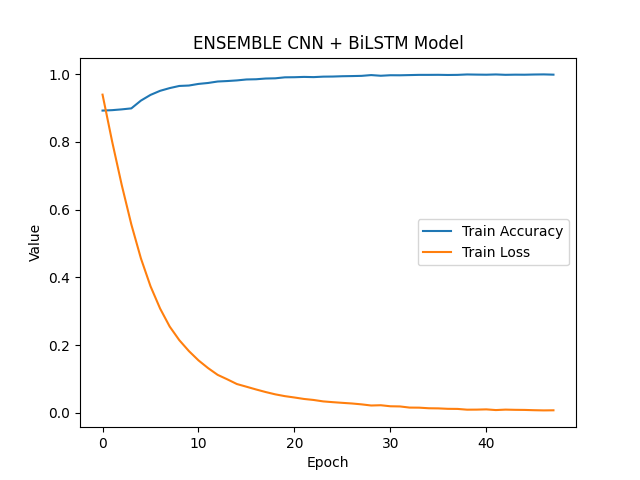 ENSEMBLE CNN + BiLSTM Model
1.0
0.8
0.6
0.4
0.2
0.0
Value
Train Accuracy
Train Loss
0 10 20 30 40
Epoch